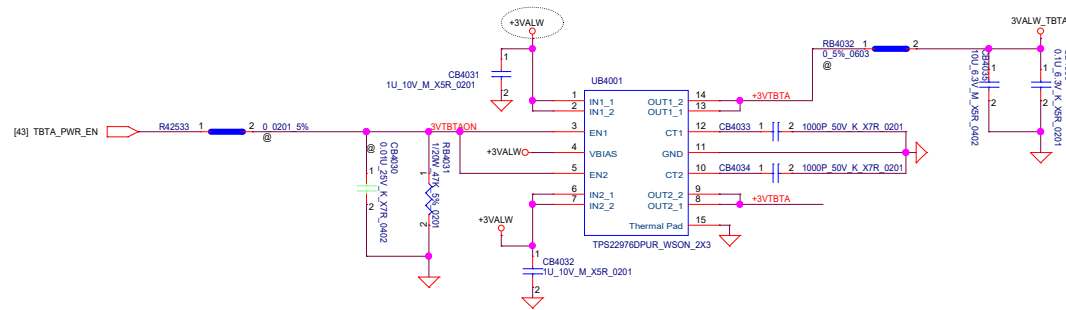 +3VALW
3VALW_TBTA
RB4032
1
2
0_5%_0603
@
CB4031
1U_10V_M_X5R_0201
1
2
UB4001
CB4035
10U_6.3V_M_X5R_0402
1
2
0.1U_6.3V_K_X5R_0201
1
2
1
IN1_1
OUT1_2
14
+3VTBTA
2
IN1_2
OUT1_1
13
[43] TBTA_PWR_EN
R42533
1
2
0_0201_5%
@
3VTBTAON
3
EN1
CT1
12
CB4033
1
2
1000P_50V_K_X7R_0201
+3VALW
4
VBIAS
GND
11
5
EN2
CT2
10
CB4034
1
2
1000P_50V_K_X7R_0201
@
CB4030
0.01U_25V_K_X7R_0402
1
2
RB4031
1/20W_47K_5%_0201
1
2
6
IN2_1
OUT2_2
9
7
IN2_2
OUT2_1
8
+3VTBTA
+3VALW
Thermal Pad
15
TPS22976DPUR_WSON_2X3
CB4032
1U_10V_M_X5R_0201
1
2